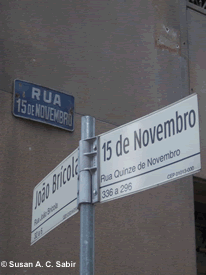 RUA
15 DE NOVEMBRO
João Bricola
15 de Novembro
Rua Quinze de Novembro
336 a 296
© Susan A. C. Sabir